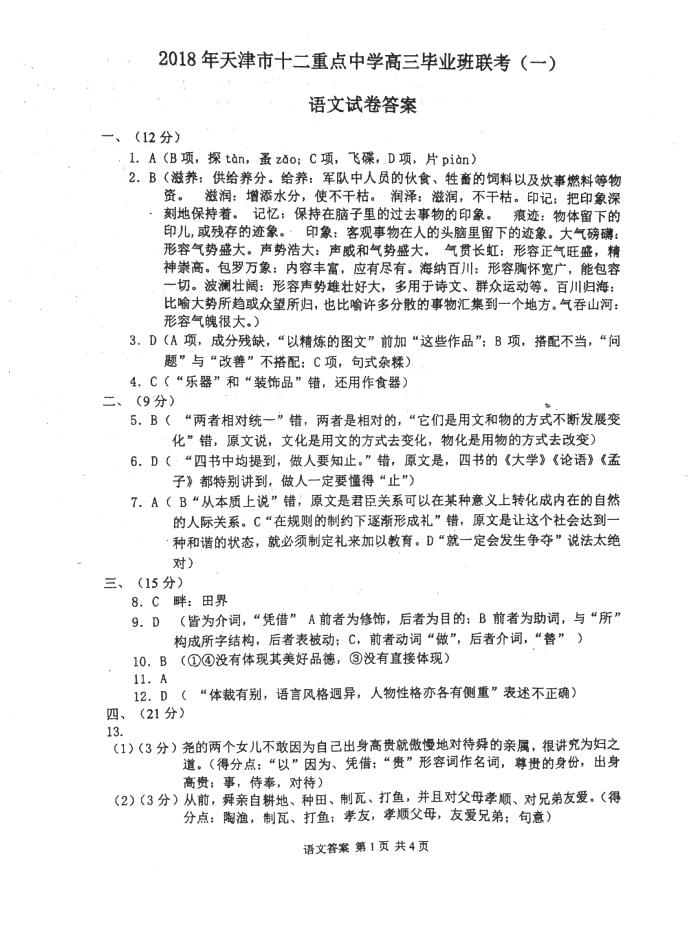 2018 年天津市十二重点中学高三毕业班联考（一）
语文试卷答案
一、（12 分）
1．A（B 项，探 tàn，蚤 zǎo；C 项，飞碟，D 项，片 piàn）
2．B（滋养：供给养分。给养：军队中人员的伙食、牲畜的饲料以及炊事燃料等物
资。 滋润：增添水分，使不干枯。 润泽：滋润，不干枯。印记：把印象深
刻地保持着。 记忆：保持在脑子里的过去事物的印象。 痕迹：物体留下的
印儿,或残存的迹象。 印象：客观事物在人的头脑里留下的迹象。大气磅礴：
形容气势盛大。声势浩大：声威和气势盛大。 气贯长虹：形容正气旺盛，精
神崇高。包罗万象：内容丰富，应有尽有。海纳百川：形容胸怀宽广，能包容
一切。波澜壮阔：形容声势雄壮好大，多用于诗文、群众运动等。百川归海：
比喻大势所趋或众望所归，也比喻许多分散的事物汇集到一个地方。气吞山河：
形容气魄很大。）
3．D（A 项，成分残缺，“以精炼的图文”前加“这些作品”；B 项，搭配不当，“问
题”与“改善”不搭配；C 项，句式杂糅）
4．C（“乐器”和“装饰品”错，还用作食器）
二、（9 分）
5．B（ “两者相对统一”错，两者是相对的，“它们是用文和物的方式不断发展变
化”错，原文说，文化是用文的方式去变化，物化是用物的方式去改变）
6．D（ “四书中均提到，做人要知止。”错，原文是，四书的《大学》《论语》《孟
子》都特别讲到，做人一定要懂得“止”）
7．A（ B“从本质上说”错，原文是君臣关系可以在某种意义上转化成内在的自然
的人际关系。C“在规则的制约下逐渐形成礼”错，原文是让这个社会达到一
种和谐的状态，就必须制定礼来加以教育。D“就一定会发生争夺”说法太绝
对）
三、（15 分）
8．C 畔：田界
9．D （皆为介词，“凭借” A 前者为修饰，后者为目的；B 前者为助词，与“所”
构成所字结构，后者表被动；C，前者动词“做”，后者介词，“替” ）
10．B （①④没有体现其美好品德，③没有直接体现）
11．A
12．D （ “体裁有别，语言风格迥异，人物性格亦各有侧重”表述不正确）
四、（21 分）
13.
（1）（3 分）尧的两个女儿不敢因为自己出身高贵就傲慢地对待舜的亲属，很讲究为妇之
道。（得分点：“以”因为、凭借；“贵”形容词作名词，尊贵的身份，出身
高贵；事，侍奉，对待）
（2）（3 分）从前，舜亲自耕地、种田、制瓦、打鱼，并且对父母孝顺、对兄弟友爱。（得
分点：陶渔，制瓦、打鱼；孝友，孝顺父母，友爱兄弟；句意）
语文答案 第 1 页 共 4 页